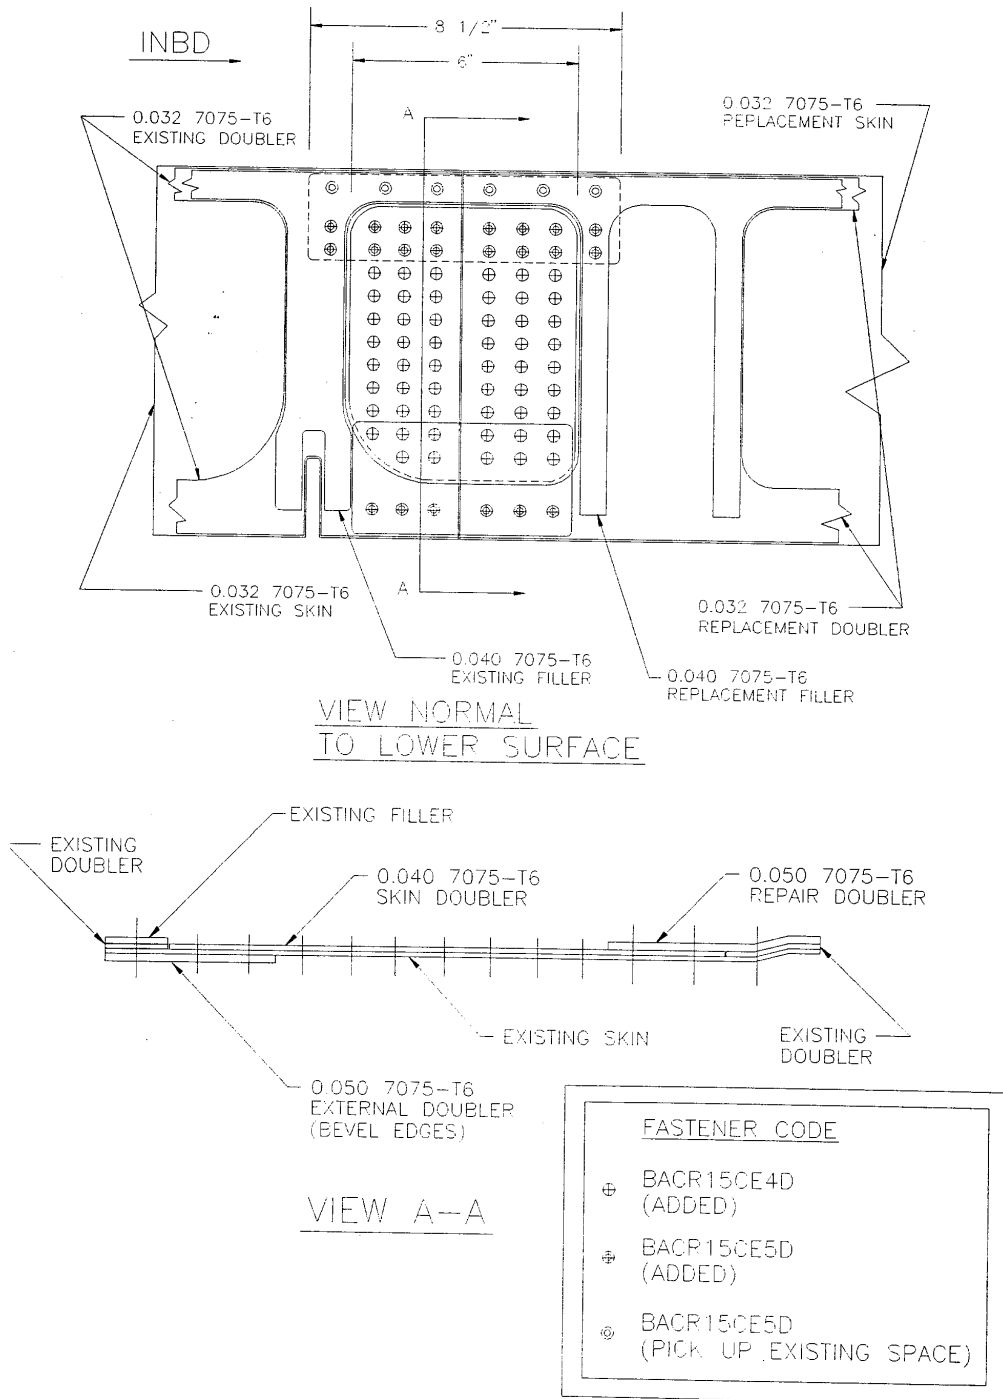 8 1/2"
INBD
6"
A
0.032 7075-T6
EXISTING DOUBLER
0.032 7075-T6
REPLACEMENT SKIN
A
0.032 7075-T6
EXISTING SKIN
0.032 7075-T6
REPLACEMENT DOUBLER
0.040 7075-T6
EXISTING FILLER
0.040 7075-T6
REPLACEMENT FILLER
VIEW NORMAL
TO LOWER SURFACE
EXISTING FILLER
EXISTING
DOUBLER
0.040 7075-T6
SKIN DOUBLER
0.050 7075-T6
REPAIR DOUBLER
EXISTING SKIN
EXISTING
DOUBLER
0.050 7075-T6
EXTERNAL DOUBLER
(BEVEL EDGES)
VIEW A-A
FASTENER CODE
BACR15CE4D
(ADDED)
BACR15CE5D
(ADDED)
BACR15CE5D
(PICK UP EXISTING SPACE)